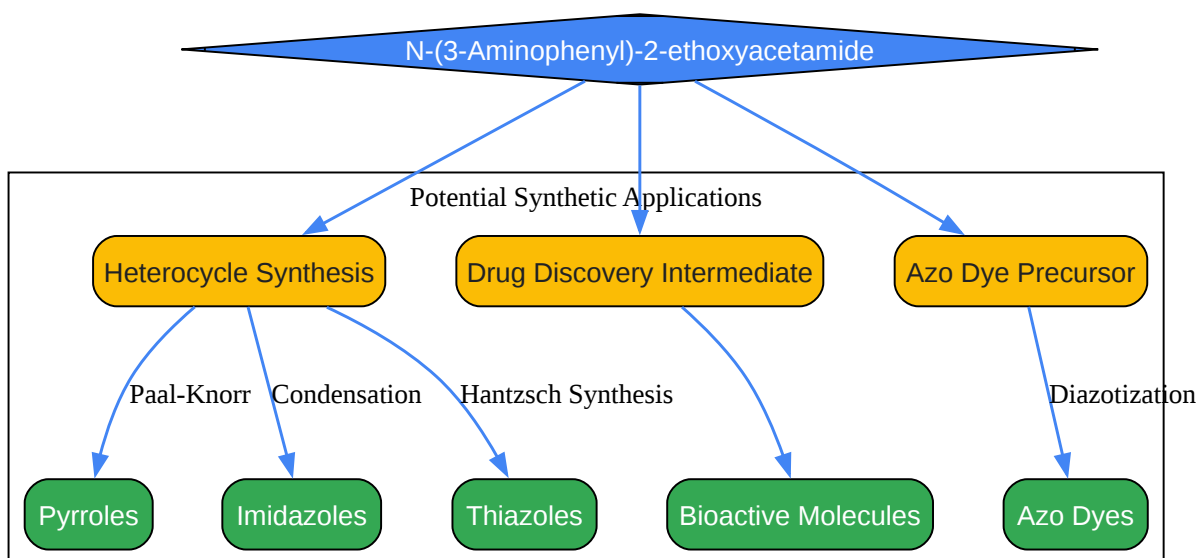 N-(3-Aminophenyl)-2-ethoxyacetamide
Potential Synthetic Applications
Heterocycle Synthesis
Drug Discovery Intermediate
Azo Dye Precursor
Paal-Knorr
Condensation
Hantzsch Synthesis
Diazotization
Pyrroles
Imidazoles
Thiazoles
Bioactive Molecules
Azo Dyes